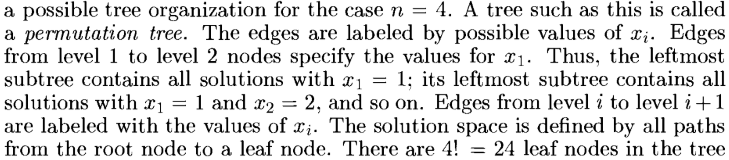 a possible tree organization for the case n = 4. A tree such as this is called
a permutation tree. The edges are labeled by possible values of xᵢ. Edges
from level 1 to level 2 nodes specify the values for x₁. Thus, the leftmost
subtree contains all solutions with x₁ = 1; its leftmost subtree contains all
solutions with x₁ = 1 and x₂ = 2, and so on. Edges from level i to level i + 1
are labeled with the values of xᵢ. The solution space is defined by all paths
from the root node to a leaf node. There are 4! = 24 leaf nodes in the tree